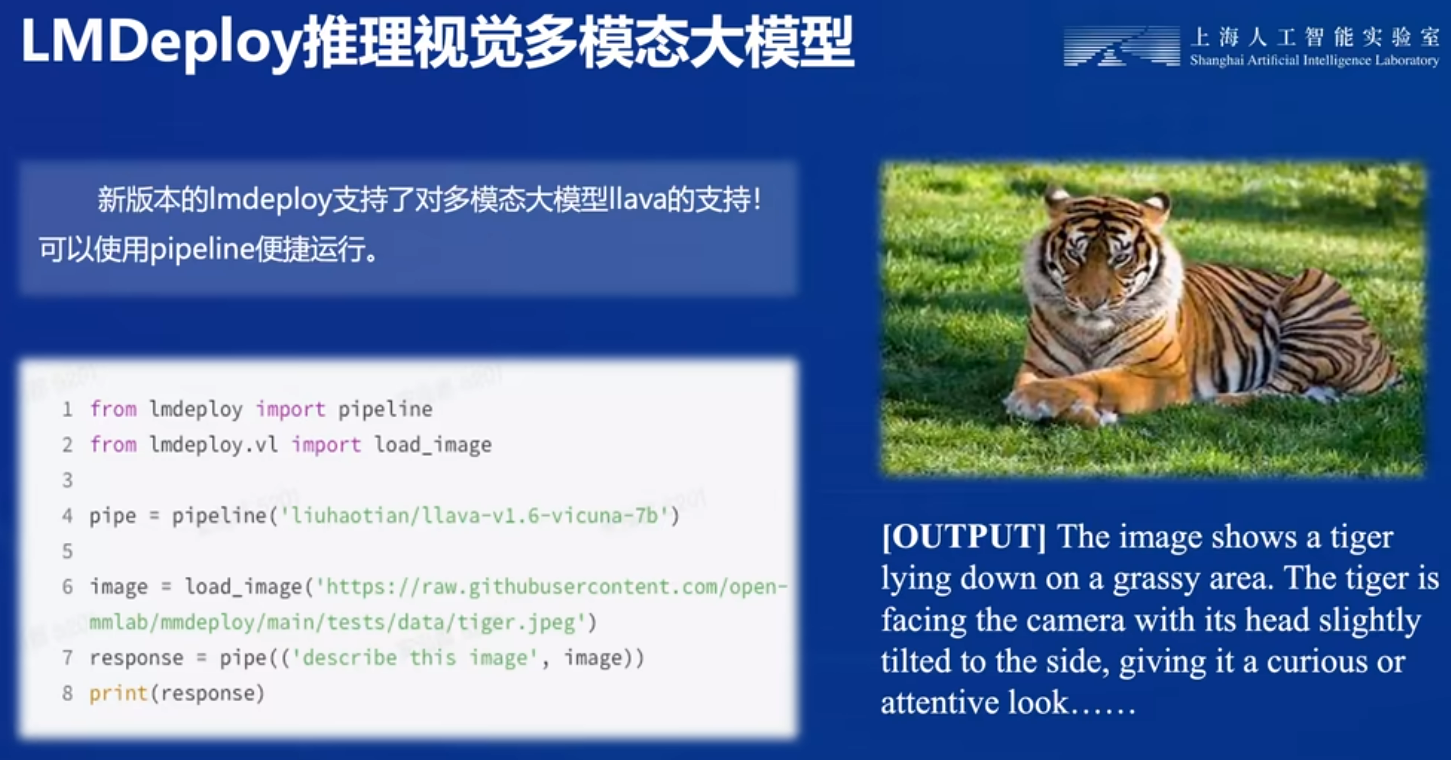 LMDeploy推理视觉多模态大模型
上海人工智能实验室
Shanghai Artificial Intelligence Laboratory
新版本的lmdeploy支持了对多模态大模型llava的支持！
可以使用pipeline便捷运行。
1 from lmdeploy import pipeline
2 from lmdeploy.vl import load_image
3
4 pipe = pipeline('liuhaotian/llava-v1.6-vicuna-7b')
5
6 image = load_image('https://raw.githubusercontent.com/open-
mmlab/mmdeploy/main/tests/data/tiger.jpeg')
7 response = pipe(('describe this image', image))
8 print(response)
[OUTPUT] The image shows a tiger
lying down on a grassy area. The tiger is
facing the camera with its head slightly
tilted to the side, giving it a curious or
attentive look……